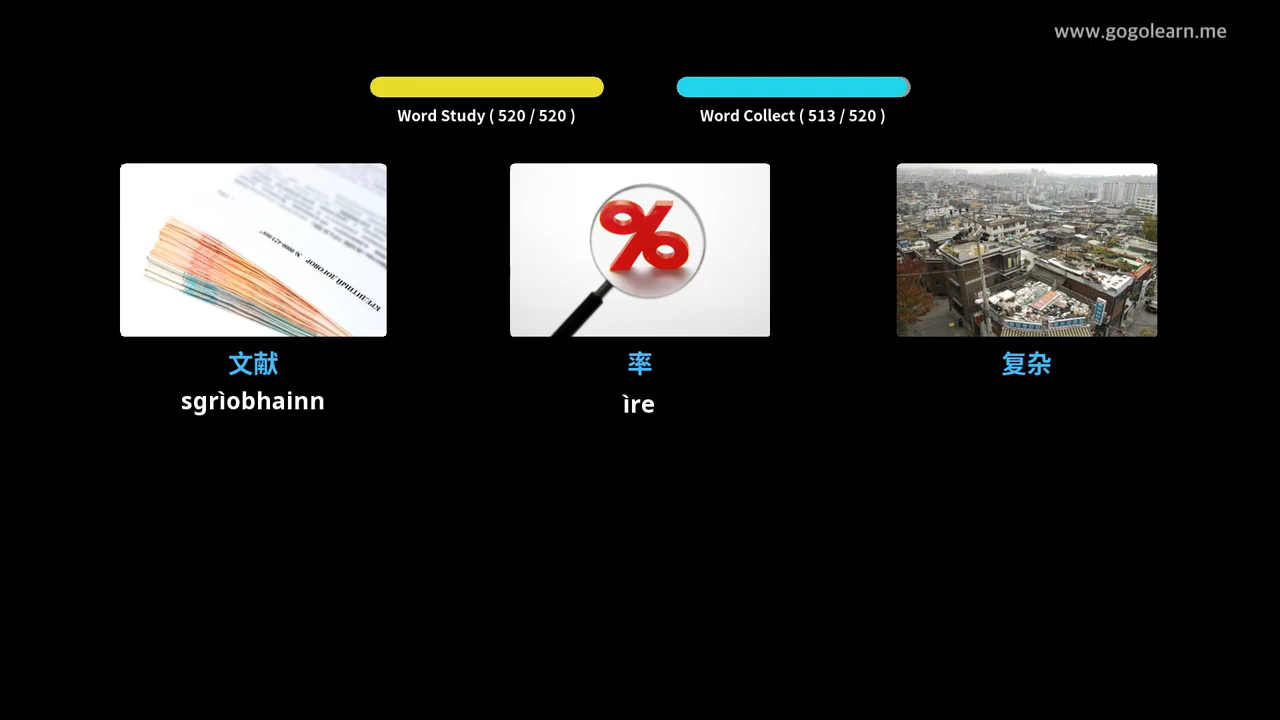 www.gogolearn.me
Word Study ( 520 / 520 )
Word Collect ( 513 / 520 )
文献
sgrìobhainn
率
ìre
复杂
%